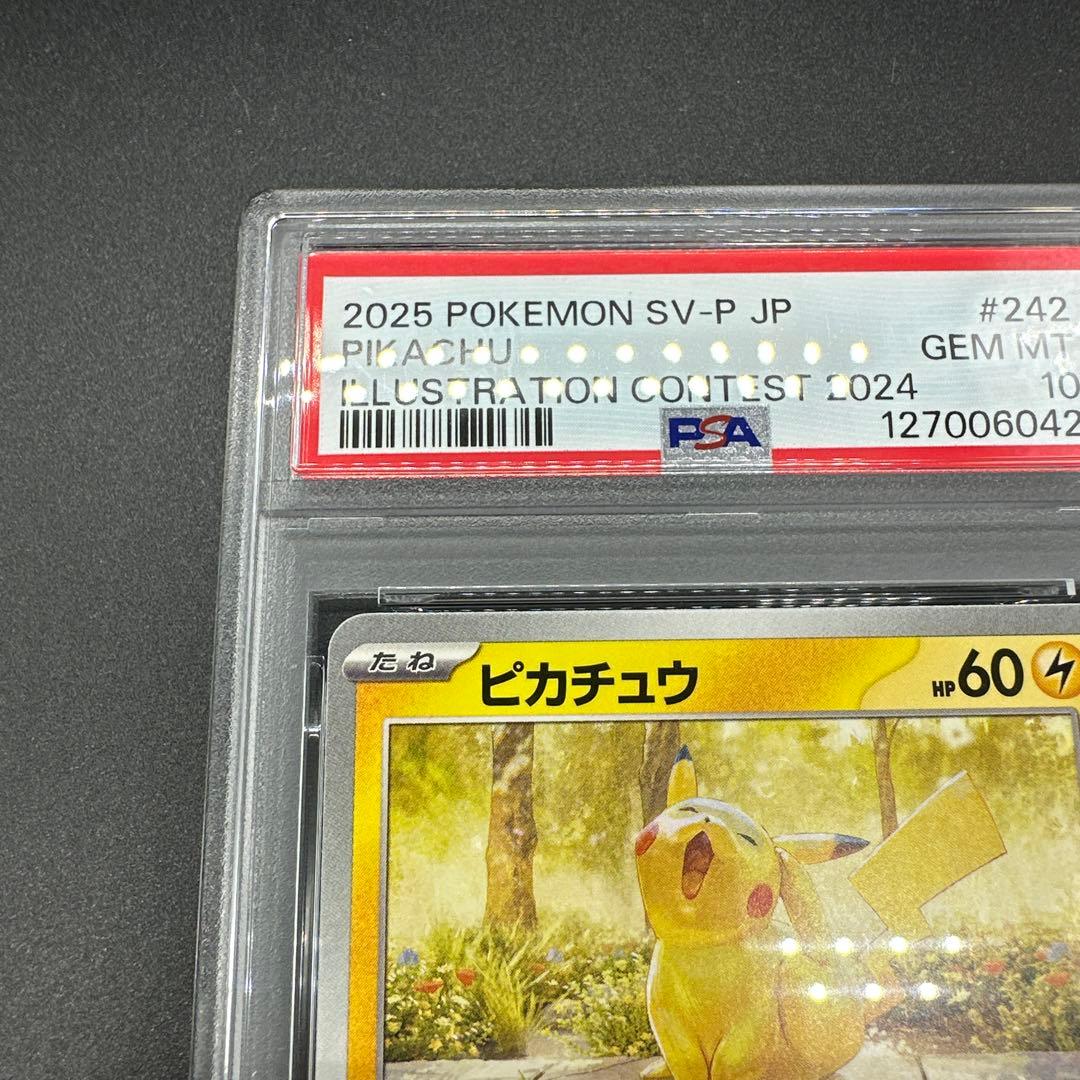 2025 POKEMON SV-P JP #242
PIKACHU GEM MT
ILLUSTRATION CONTEST 2024 10
PSA 127006042
たね ピカチュウ HP60